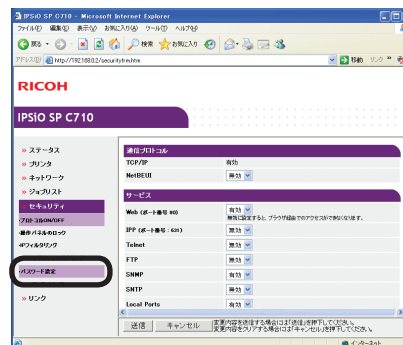 IPSiO SP C710 - Microsoft Internet Explorer
ファイル(F) 編集(E) 表示(V) お気に入り(A) ツール(T) ヘルプ(H)
戻る 検索 お気に入り
アドレス(D) http://192.168.0.2/security/frm.htm 移動 リンク
RICOH
IPSiO SP C710
ステータス
プリンタ
ネットワーク
ジョブリスト
セキュリティ
プロトコルON/OFF
操作パネルのロック
IPフィルタリング
パスワード設定
リンク
通信プロトコル
TCP/IP 有効
NetBEUI 無効
サービス
Web (ポート番号:80) 有効
無効に設定すると、ブラウザ経由でのアクセスができなくなります。
IPP (ポート番号:631) 無効
Telnet 無効
FTP 無効
SNMP 有効
SNTP 無効
Local Ports 有効
送信 キャンセル
変更内容を送信する場合には「送信」を押下してください。
変更内容をクリアする場合には「キャンセル」を押下してください。
インターネット